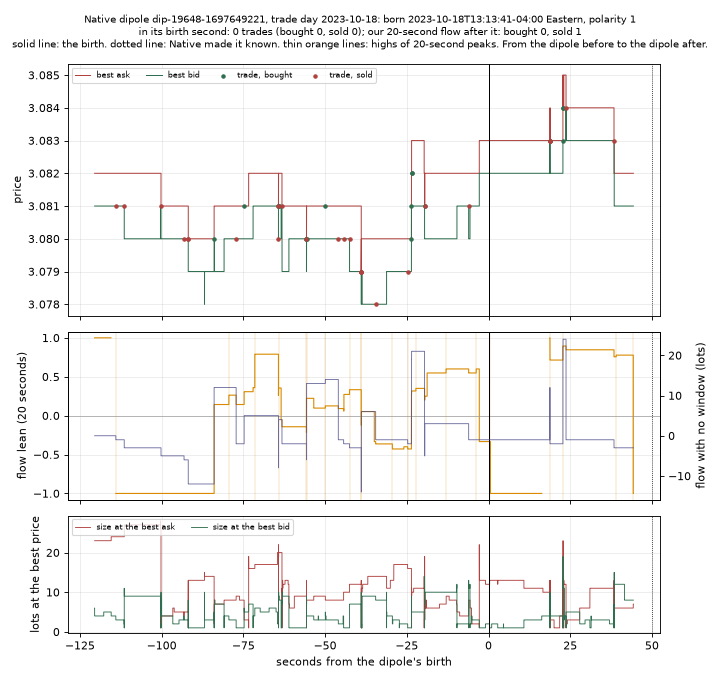 Native dipole dip-19648-1697649221, trade day 2023-10-18: born 2023-10-18T13:13:41-04:00 Eastern, polarity 1
in its birth second: 0 trades (bought 0, sold 0); our 20-second flow after it: bought 0, sold 1
solid line: the birth. dotted line: Native made it known. thin orange lines: highs of 20-second peaks. From the dipole before to the dipole after.
best ask
best bid
trade, bought
trade, sold
3.085
3.084
3.083
3.082
3.081
3.080
3.079
3.078
price
1.0
0.5
0.0
−0.5
−1.0
flow lean (20 seconds)
20
10
0
−10
flow with no window (lots)
size at the best ask
size at the best bid
20
10
0
lots at the best price
−125
−100
−75
−50
−25
0
25
50
seconds from the dipole's birth